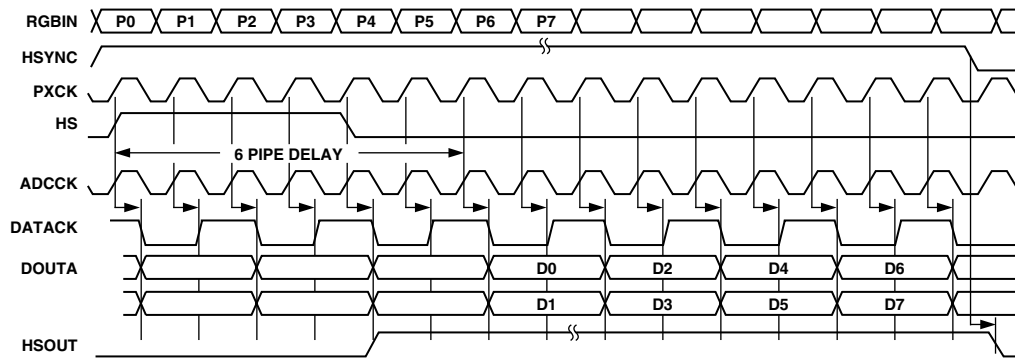 RGBIN P0 P1 P2 P3 P4 P5 P6 P7
HSYNC
PXCK
HS
6 PIPE DELAY
ADCCK
DATACK
DOUTA D0 D2 D4 D6
D1 D3 D5 D7
HSOUT